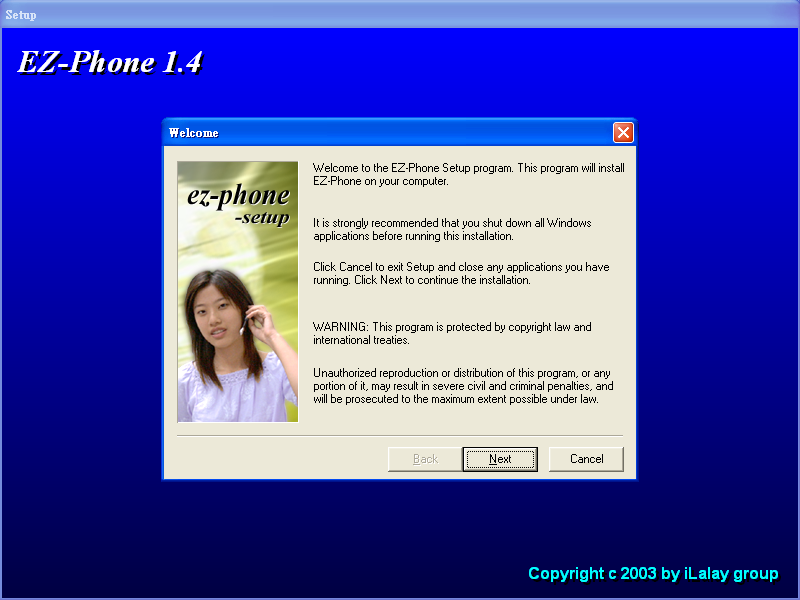 Setup
EZ-Phone 1.4
Welcome
ez-phone
-setup
Welcome to the EZ-Phone Setup program. This program will install
EZ-Phone on your computer.
It is strongly recommended that you shut down all Windows
applications before running this installation.
Click Cancel to exit Setup and close any applications you have
running. Click Next to continue the installation.
WARNING: This program is protected by copyright law and
international treaties.
Unauthorized reproduction or distribution of this program, or any
portion of it, may result in severe civil and criminal penalties, and
will be prosecuted to the maximum extent possible under law.
Back
Next
Cancel
Copyright c 2003 by iLalay group